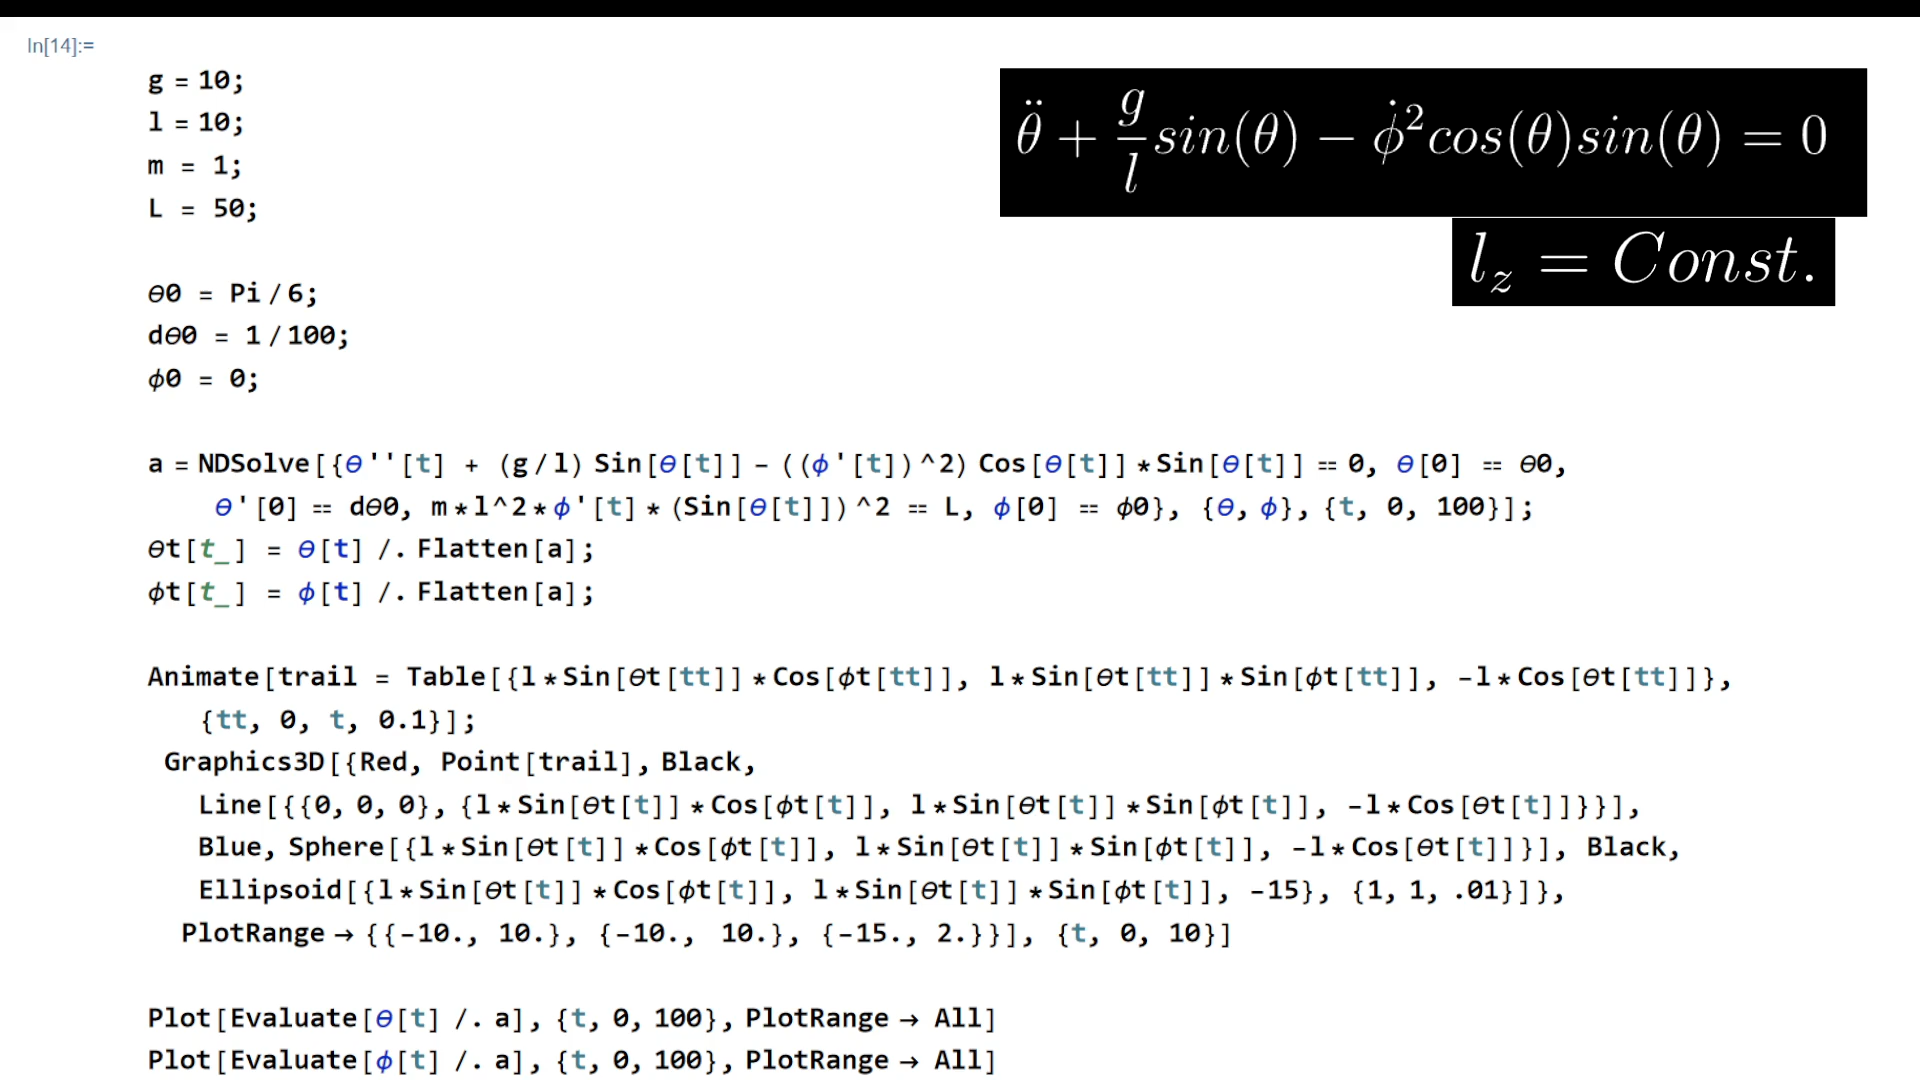 In[14]:=
g = 10;
l = 10;
m = 1;
L = 50;
θ̈ + g/l sin(θ) − φ̇²cos(θ)sin(θ) = 0
l_z = Const.
θ0 = Pi / 6;
dθ0 = 1 / 100;
ϕ0 = 0;
a = NDSolve[{θ''[t] + (g/l) Sin[θ[t]] - ((ϕ'[t])^2) Cos[θ[t]] * Sin[θ[t]] == 0, θ[0] == θ0,
θ'[0] == dθ0, m * l^2 * ϕ'[t] * (Sin[θ[t]])^2 == L, ϕ[0] == ϕ0}, {θ, ϕ}, {t, 0, 100}];
θt[t_] = θ[t] /. Flatten[a];
ϕt[t_] = ϕ[t] /. Flatten[a];
Animate[trail = Table[{l * Sin[θt[tt]] * Cos[ϕt[tt]], l * Sin[θt[tt]] * Sin[ϕt[tt]], -l * Cos[θt[tt]]},
{tt, 0, t, 0.1}];
Graphics3D[{Red, Point[trail], Black,
Line[{{0, 0, 0}, {l * Sin[θt[t]] * Cos[ϕt[t]], l * Sin[θt[t]] * Sin[ϕt[t]], -l * Cos[θt[t]]}}],
Blue, Sphere[{l * Sin[θt[t]] * Cos[ϕt[t]], l * Sin[θt[t]] * Sin[ϕt[t]], -l * Cos[θt[t]]}], Black,
Ellipsoid[{l * Sin[θt[t]] * Cos[ϕt[t]], l * Sin[θt[t]] * Sin[ϕt[t]], -15}, {1, 1, .01}]},
PlotRange → {{-10., 10.}, {-10., 10.}, {-15., 2.}}], {t, 0, 10}]
Plot[Evaluate[θ[t] /. a], {t, 0, 100}, PlotRange → All]
Plot[Evaluate[ϕ[t] /. a], {t, 0, 100}, PlotRange → All]